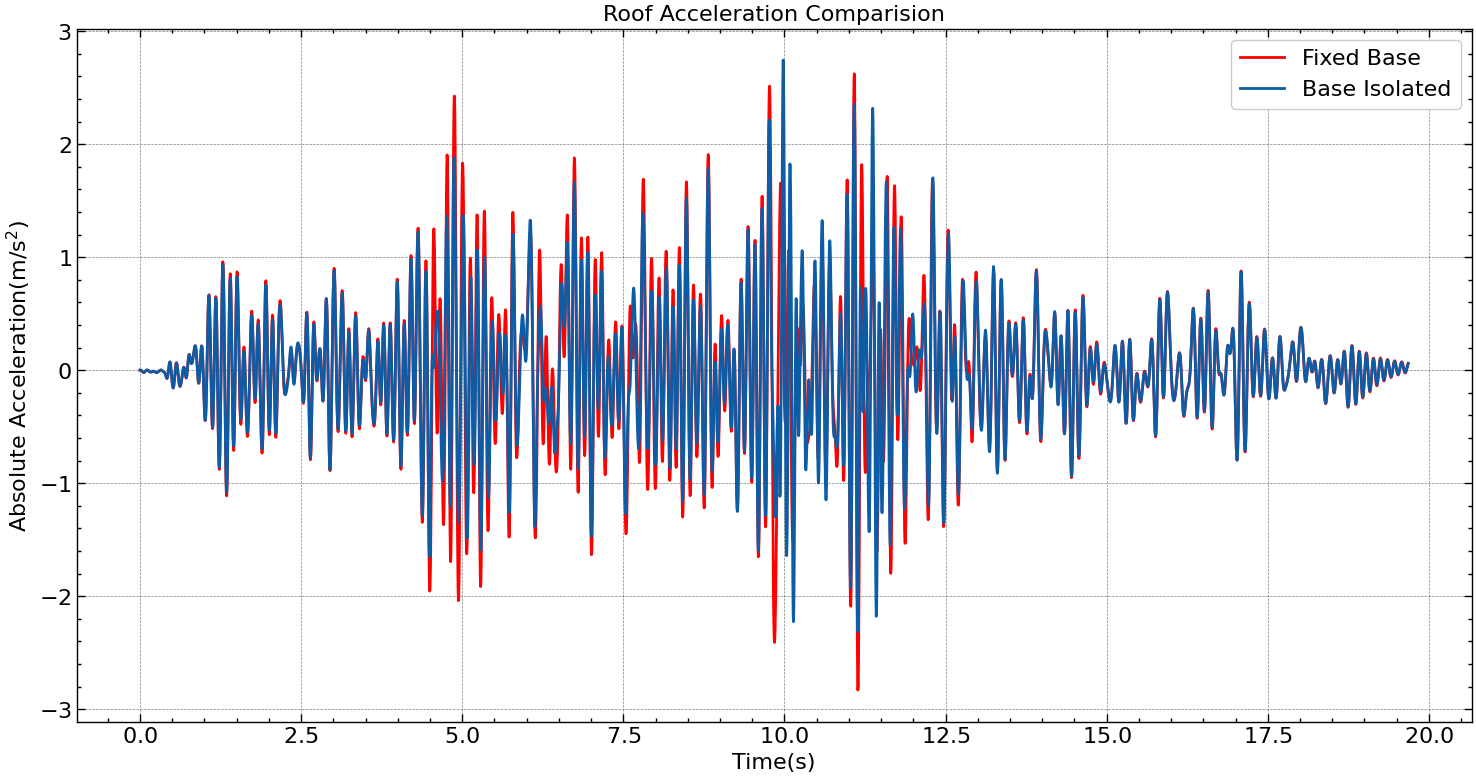 Roof Acceleration Comparision
Fixed Base
Base Isolated
Absolute Acceleration(m/s²)
3
2
1
0
−1
−2
−3
0.0 2.5 5.0 7.5 10.0 12.5 15.0 17.5 20.0
Time(s)